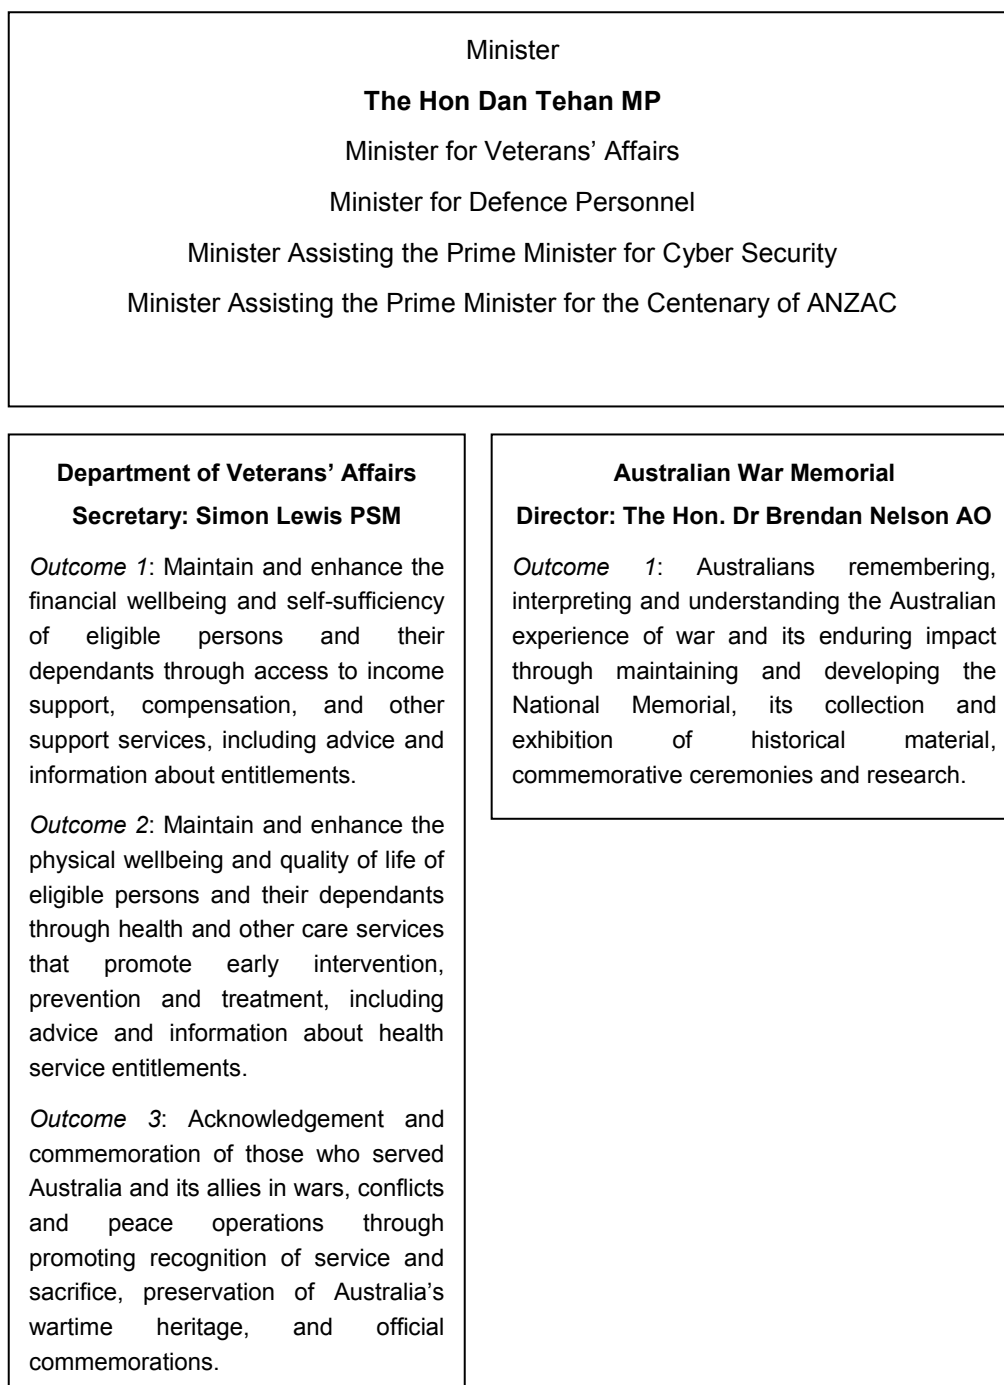 Minister
The Hon Dan Tehan MP
Minister for Veterans’ Affairs
Minister for Defence Personnel
Minister Assisting the Prime Minister for Cyber Security
Minister Assisting the Prime Minister for the Centenary of ANZAC
Department of Veterans’ Affairs
Secretary: Simon Lewis PSM
Outcome 1: Maintain and enhance the
financial wellbeing and self-sufficiency
of eligible persons and their
dependants through access to income
support, compensation, and other
support services, including advice and
information about entitlements.
Outcome 2: Maintain and enhance the
physical wellbeing and quality of life of
eligible persons and their dependants
through health and other care services
that promote early intervention,
prevention and treatment, including
advice and information about health
service entitlements.
Outcome 3: Acknowledgement and
commemoration of those who served
Australia and its allies in wars, conflicts
and peace operations through
promoting recognition of service and
sacrifice, preservation of Australia’s
wartime heritage, and official
commemorations.
Australian War Memorial
Director: The Hon. Dr Brendan Nelson AO
Outcome 1: Australians remembering,
interpreting and understanding the Australian
experience of war and its enduring impact
through maintaining and developing the
National Memorial, its collection and
exhibition of historical material,
commemorative ceremonies and research.